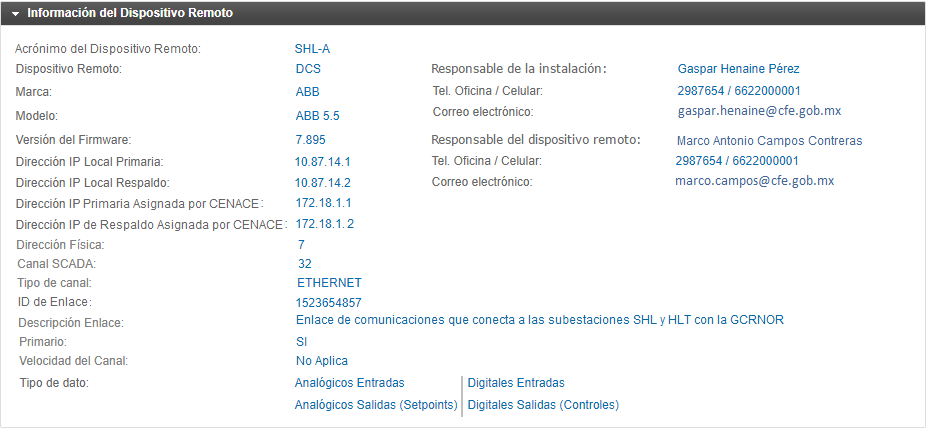 Información del Dispositivo Remoto
Acrónimo del Dispositivo Remoto: SHL-A
Dispositivo Remoto: DCS Responsable de la instalación: Gaspar Henaine Pérez
Marca: ABB Tel. Oficina / Celular: 2987654 / 6622000001
Modelo: ABB 5.5 Correo electrónico: gaspar.henaine@cfe.gob.mx
Versión del Firmware: 7.895 Responsable del dispositivo remoto: Marco Antonio Campos Contreras
Dirección IP Local Primaria: 10.87.14.1 Tel. Oficina / Celular: 2987654 / 6622000001
Dirección IP Local Respaldo: 10.87.14.2 Correo electrónico: marco.campos@cfe.gob.mx
Dirección IP Primaria Asignada por CENACE: 172.18.1.1
Dirección IP de Respaldo Asignada por CENACE: 172.18.1.2
Dirección Física: 7
Canal SCADA: 32
Tipo de canal: ETHERNET
ID de Enlace: 1523654857
Descripción Enlace: Enlace de comunicaciones que conecta a las subestaciones SHL y HLT con la GCRNOR
Primario: SI
Velocidad del Canal: No Aplica
Tipo de dato: Analógicos Entradas Digitales Entradas
Analógicos Salidas (Setpoints) Digitales Salidas (Controles)